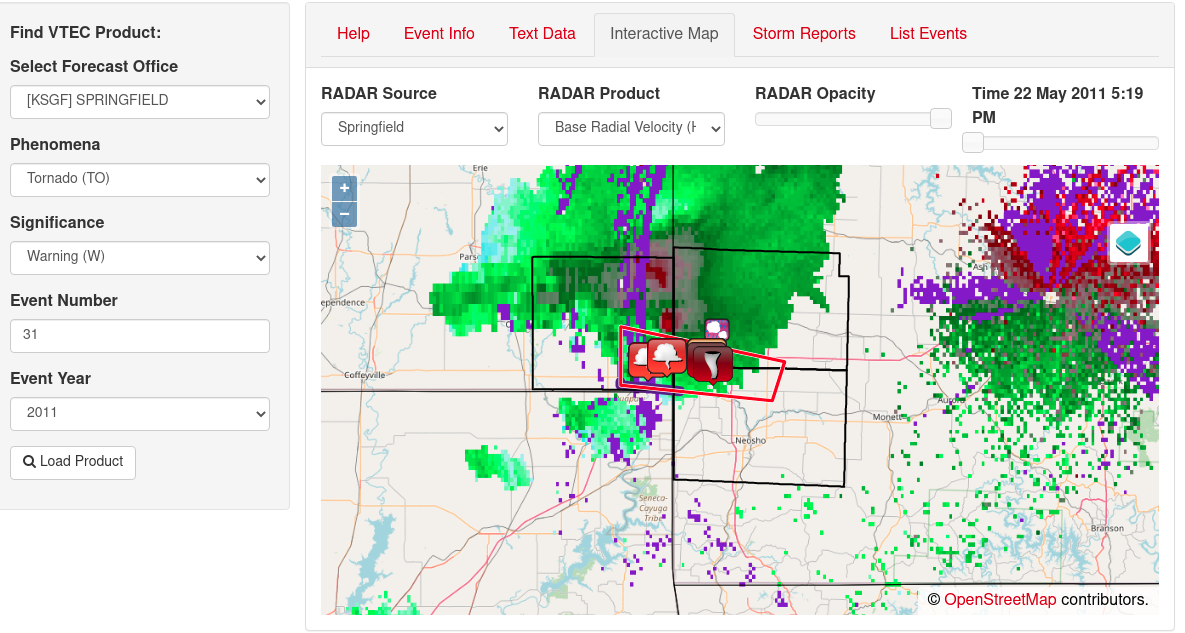 Find VTEC Product:
Select Forecast Office
[KSGF] SPRINGFIELD
Phenomena
Tornado (TO)
Significance
Warning (W)
Event Number
31
Event Year
2011
Load Product
Help
Event Info
Text Data
Interactive Map
Storm Reports
List Events
RADAR Source
Springfield
RADAR Product
Base Radial Velocity (H
RADAR Opacity
Time 22 May 2011 5:19
PM
+
−
Erie
Pars
ependence
Coffeyville
Ash
Monett
Neosho
Seneca-
Cayuga
Tribe
Branson
© OpenStreetMap contributors.